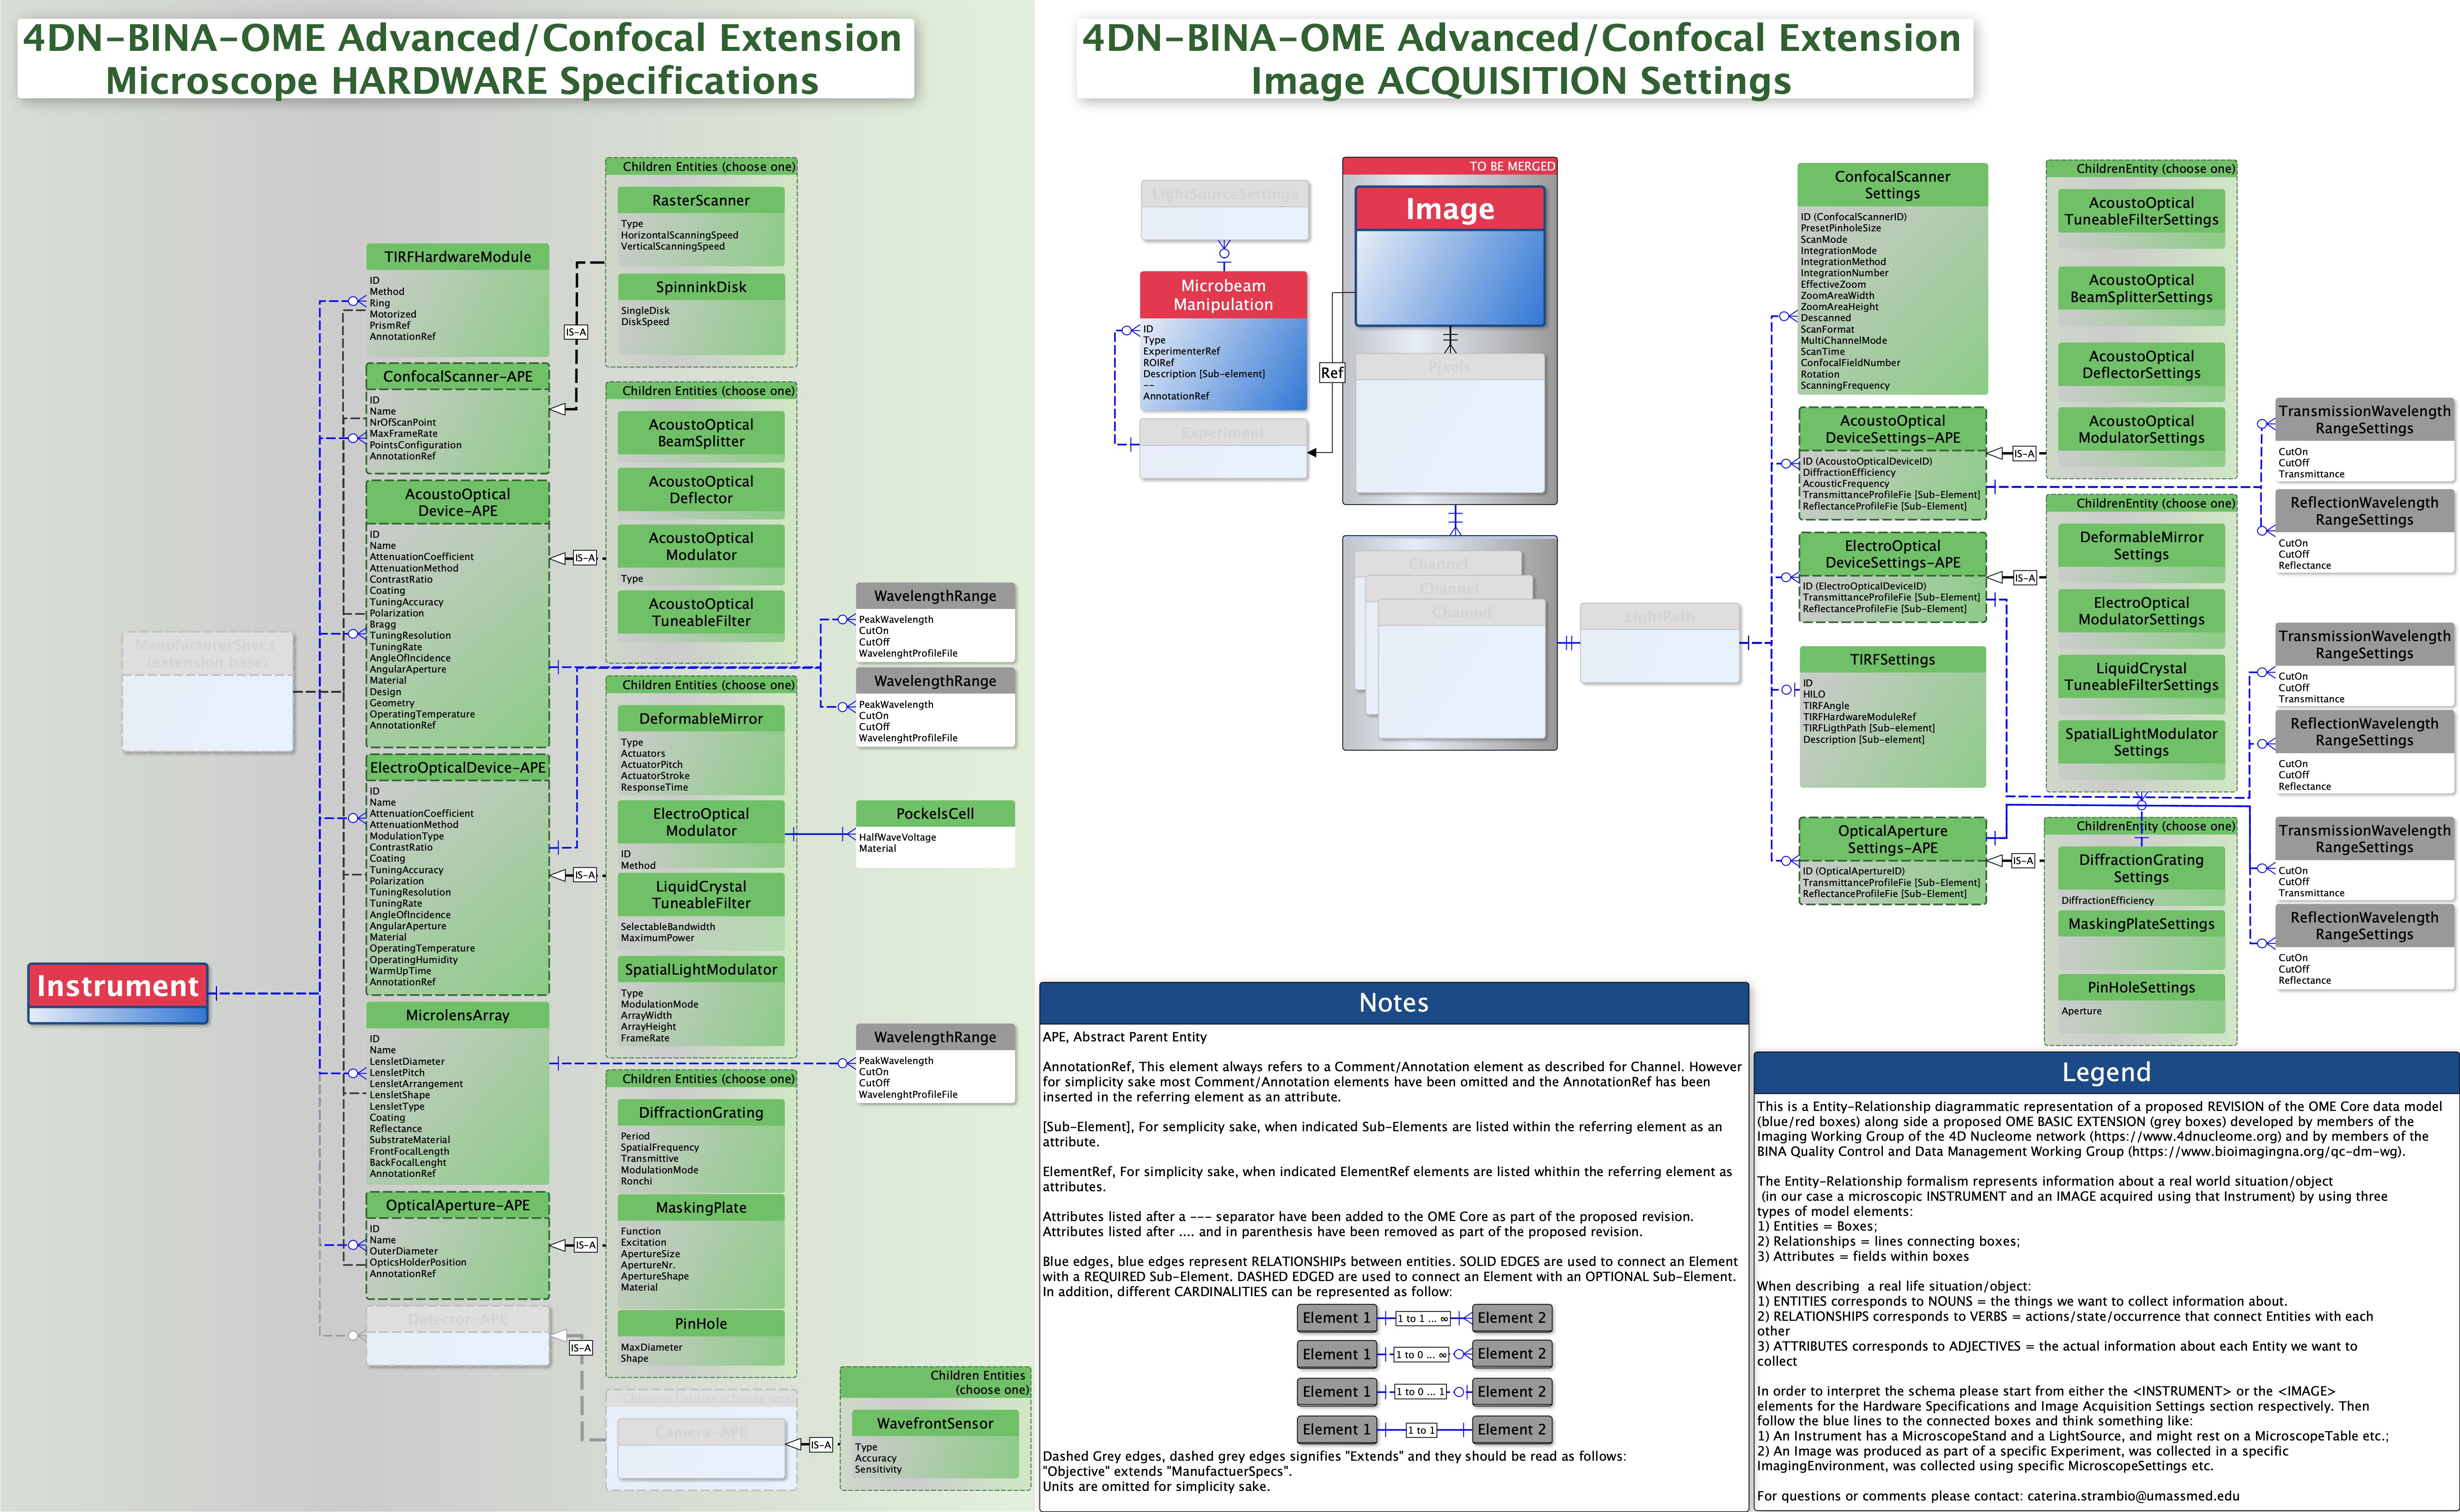 4DN-BINA-OME Advanced/Confocal Extension
Microscope HARDWARE Specifications
Children Entities (choose one)
RasterScanner
Type
HorizontalScanningSpeed
VerticalScanningSpeed
SpinninkDisk
SingleDisk
DiskSpeed
TIRFHardwareModule
ID
Method
Ring
Motorized
PrismRef
AnnotationRef
IS-A
ConfocalScanner-APE
ID
Name
NrOfScanPoint
MaxFrameRate
PointsConfiguration
AnnotationRef
Children Entities (choose one)
AcoustoOptical
BeamSplitter
AcoustoOptical
Deflector
AcoustoOptical
Modulator
Type
AcoustoOptical
TuneableFilter
AcoustoOptical
Device-APE
ID
Name
AttenuationCoefficient
AttenuationMethod
ContrastRatio
Coating
TuningAccuracy
Polarization
Bragg
TuningResolution
TuningRate
AngleOfIncidence
AngularAperture
Material
Design
Geometry
OperatingTemperature
AnnotationRef
IS-A
WavelengthRange
PeakWavelength
CutOn
CutOff
WavelenghtProfileFile
WavelengthRange
PeakWavelength
CutOn
CutOff
WavelenghtProfileFile
ManufacturerSpecs
(extension base)
Children Entities (choose one)
DeformableMirror
Type
Actuators
ActuatorPitch
ActuatorStroke
ResponseTime
ElectroOptical
Modulator
ID
Method
LiquidCrystal
TuneableFilter
SelectableBandwidth
MaximumPower
SpatialLightModulator
Type
ModulationMode
ArrayWidth
ArrayHeight
FrameRate
PockelsCell
HalfWaveVoltage
Material
ElectroOpticalDevice-APE
ID
Name
AttenuationCoefficient
AttenuationMethod
ModulationType
ContrastRatio
Coating
TuningAccuracy
Polarization
TuningResolution
TuningRate
AngleOfIncidence
AngularAperture
Material
OperatingTemperature
OperatingHumidity
WarmUpTime
AnnotationRef
IS-A
Instrument
MicrolensArray
ID
Name
LensletDiameter
LensletPitch
LensletArrangement
LensletShape
LensletType
Coating
Reflectance
SubstrateMaterial
FrontFocalLength
BackFocalLenght
AnnotationRef
WavelengthRange
PeakWavelength
CutOn
CutOff
WavelenghtProfileFile
Children Entities (choose one)
DiffractionGrating
Period
SpatialFrequency
Transmittive
ModulationMode
Ronchi
MaskingPlate
Function
Excitation
ApertureSize
ApertureNr.
ApertureShape
Material
PinHole
MaxDiameter
Shape
OpticalAperture-APE
ID
Name
OuterDiameter
OpticsHolderPosition
AnnotationRef
IS-A
Detector-APE
IS-A
Children Entities (choose one)
Camera-APE
IS-A
Children Entities
(choose one)
WavefrontSensor
Type
Accuracy
Sensitivity
4DN-BINA-OME Advanced/Confocal Extension
Image ACQUISITION Settings
LightSourceSettings
Microbeam
Manipulation
ID
Type
ExperimenterRef
ROIRef
Description [Sub-element]
--
AnnotationRef
Experiment
TO BE MERGED
Image
Ref
Pixels
Channel
Channel
Channel
LightPath
ConfocalScanner
Settings
ID (ConfocalScannerID)
PresetPinholeSize
ScanMode
IntegrationMode
IntegrationMethod
IntegrationNumber
EffectiveZoom
ZoomAreaWidth
ZoomAreaHeight
Descanned
ScanFormat
MultiChannelMode
ScanTime
ConfocalFieldNumber
Rotation
ScanningFrequency
AcoustoOptical
DeviceSettings-APE
ID (AcoustoOpticalDeviceID)
DiffractionEfficiency
AcousticFrequency
TransmittanceProfileFie [Sub-Element]
ReflectanceProfileFie [Sub-Element]
IS-A
ElectroOptical
DeviceSettings-APE
ID (ElectroOpticalDeviceID)
TransmittanceProfileFie [Sub-Element]
ReflectanceProfileFie [Sub-Element]
IS-A
TIRFSettings
ID
HILO
TIRFAngle
TIRFHardwareModuleRef
TIRFLigthPath [Sub-element]
Description [Sub-element]
OpticalAperture
Settings-APE
ID (OpticalApertureID)
TransmittanceProfileFie [Sub-Element]
ReflectanceProfileFie [Sub-Element]
IS-A
ChildrenEntity (choose one)
AcoustoOptical
TuneableFilterSettings
AcoustoOptical
BeamSplitterSettings
AcoustoOptical
DeflectorSettings
AcoustoOptical
ModulatorSettings
ChildrenEntity (choose one)
DeformableMirror
Settings
ElectroOptical
ModulatorSettings
LiquidCrystal
TuneableFilterSettings
SpatialLightModulator
Settings
ChildrenEntity (choose one)
DiffractionGrating
Settings
DiffractionEfficiency
MaskingPlateSettings
PinHoleSettings
Aperture
TransmissionWavelength
RangeSettings
CutOn
CutOff
Transmittance
ReflectionWavelength
RangeSettings
CutOn
CutOff
Reflectance
TransmissionWavelength
RangeSettings
CutOn
CutOff
Transmittance
ReflectionWavelength
RangeSettings
CutOn
CutOff
Reflectance
TransmissionWavelength
RangeSettings
CutOn
CutOff
Transmittance
ReflectionWavelength
RangeSettings
CutOn
CutOff
Reflectance
Notes
APE, Abstract Parent Entity
AnnotationRef, This element always refers to a Comment/Annotation element as described for Channel. However
for simplicity sake most Comment/Annotation elements have been omitted and the AnnotationRef has been
inserted in the referring element as an attribute.
[Sub-Element], For semplicity sake, when indicated Sub-Elements are listed within the referring element as an
attribute.
ElementRef, For simplicity sake, when indicated ElementRef elements are listed whithin the referring element as
attributes.
Attributes listed after a --- separator have been added to the OME Core as part of the proposed revision.
Attributes listed after .... and in parenthesis have been removed as part of the proposed revision.
Blue edges, blue edges represent RELATIONSHIPs between entities. SOLID EDGES are used to connect an Element
with a REQUIRED Sub-Element. DASHED EDGED are used to connect an Element with an OPTIONAL Sub-Element.
In addition, different CARDINALITIES can be represented as follow:
Element 1 1 to 1 ... ∞ Element 2
Element 1 1 to 0 ... ∞ Element 2
Element 1 1 to 0 ... 1 Element 2
Element 1 1 to 1 Element 2
Dashed Grey edges, dashed grey edges signifies "Extends" and they should be read as follows:
"Objective" extends "ManufactuerSpecs".
Units are omitted for simplicity sake.
Legend
This is a Entity-Relationship diagrammatic representation of a proposed REVISION of the OME Core data model
(blue/red boxes) along side a proposed OME BASIC EXTENSION (grey boxes) developed by members of the
Imaging Working Group of the 4D Nucleome network (https://www.4dnucleome.org) and by members of the
BINA Quality Control and Data Management Working Group (https://www.bioimagingna.org/qc-dm-wg).
The Entity-Relationship formalism represents information about a real world situation/object
(in our case a microscopic INSTRUMENT and an IMAGE acquired using that Instrument) by using three
types of model elements:
1) Entities = Boxes;
2) Relationships = lines connecting boxes;
3) Attributes = fields within boxes
When describing a real life situation/object:
1) ENTITIES corresponds to NOUNS = the things we want to collect information about.
2) RELATIONSHIPS corresponds to VERBS = actions/state/occurrence that connect Entities with each
other
3) ATTRIBUTES corresponds to ADJECTIVES = the actual information about each Entity we want to
collect
In order to interpret the schema please start from either the <INSTRUMENT> or the <IMAGE>
elements for the Hardware Specifications and Image Acquisition Settings section respectively. Then
follow the blue lines to the connected boxes and think something like:
1) An Instrument has a MicroscopeStand and a LightSource, and might rest on a MicroscopeTable etc.;
2) An Image was produced as part of a specific Experiment, was collected in a specific
ImagingEnvironment, was collected using specific MicroscopeSettings etc.
For questions or comments please contact: caterina.strambio@umassmed.edu